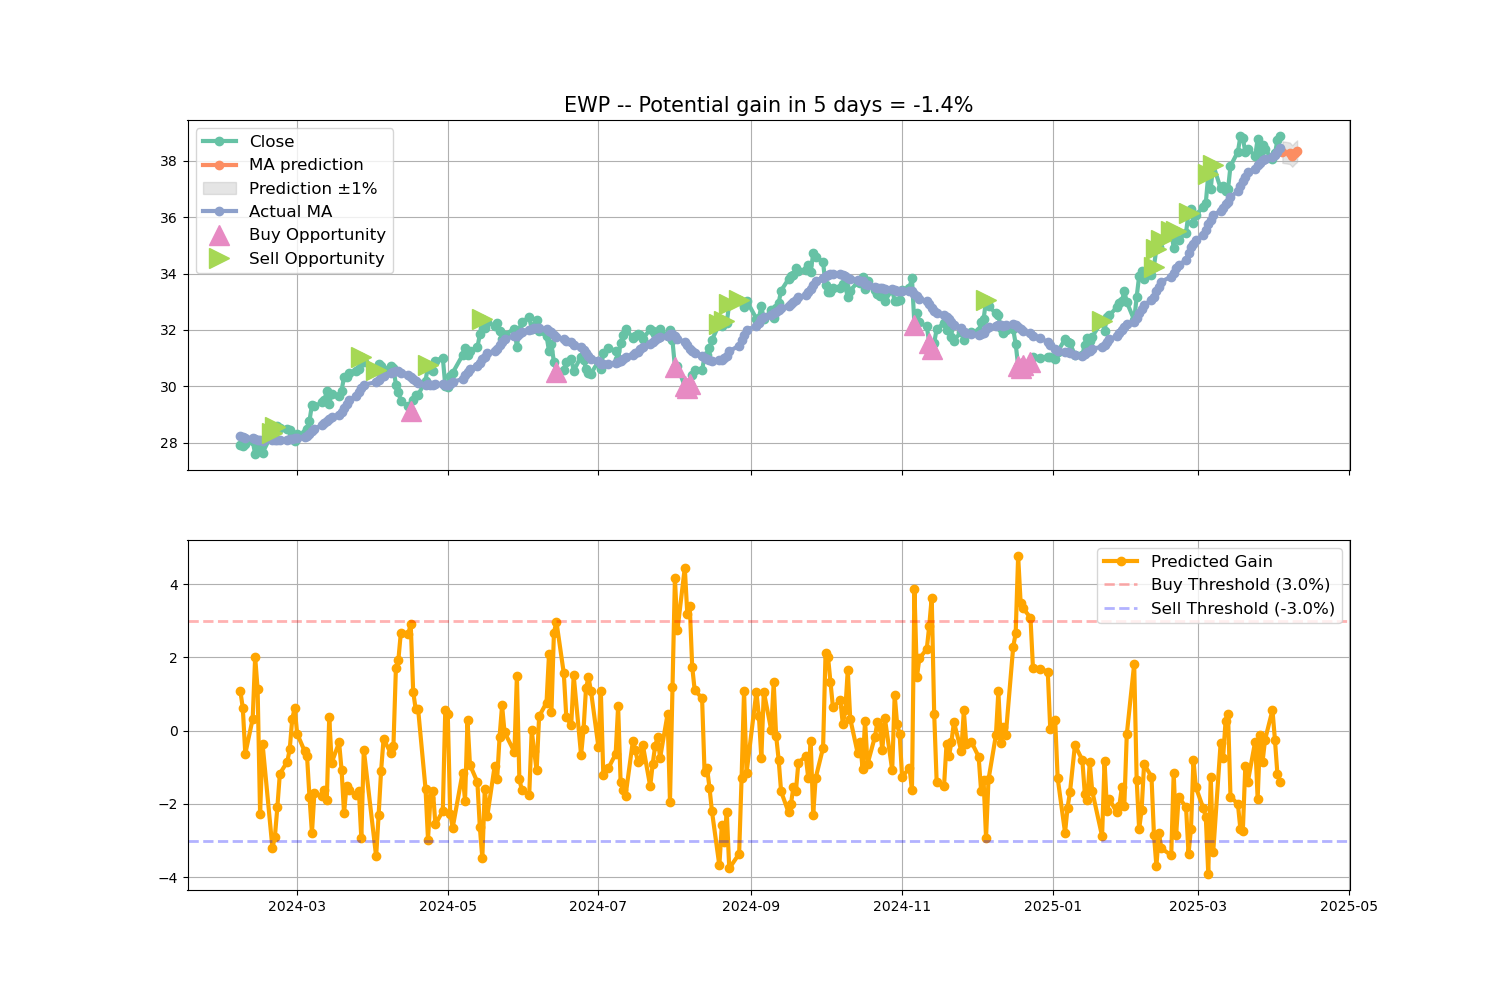 EWP -- Potential gain in 5 days = -1.4%
Close
MA prediction
Prediction ±1%
Actual MA
Buy Opportunity
Sell Opportunity
38
36
34
32
30
28
Predicted Gain
Buy Threshold (3.0%)
Sell Threshold (-3.0%)
4
2
0
−2
−4
2024-03 2024-05 2024-07 2024-09 2024-11 2025-01 2025-03 2025-05